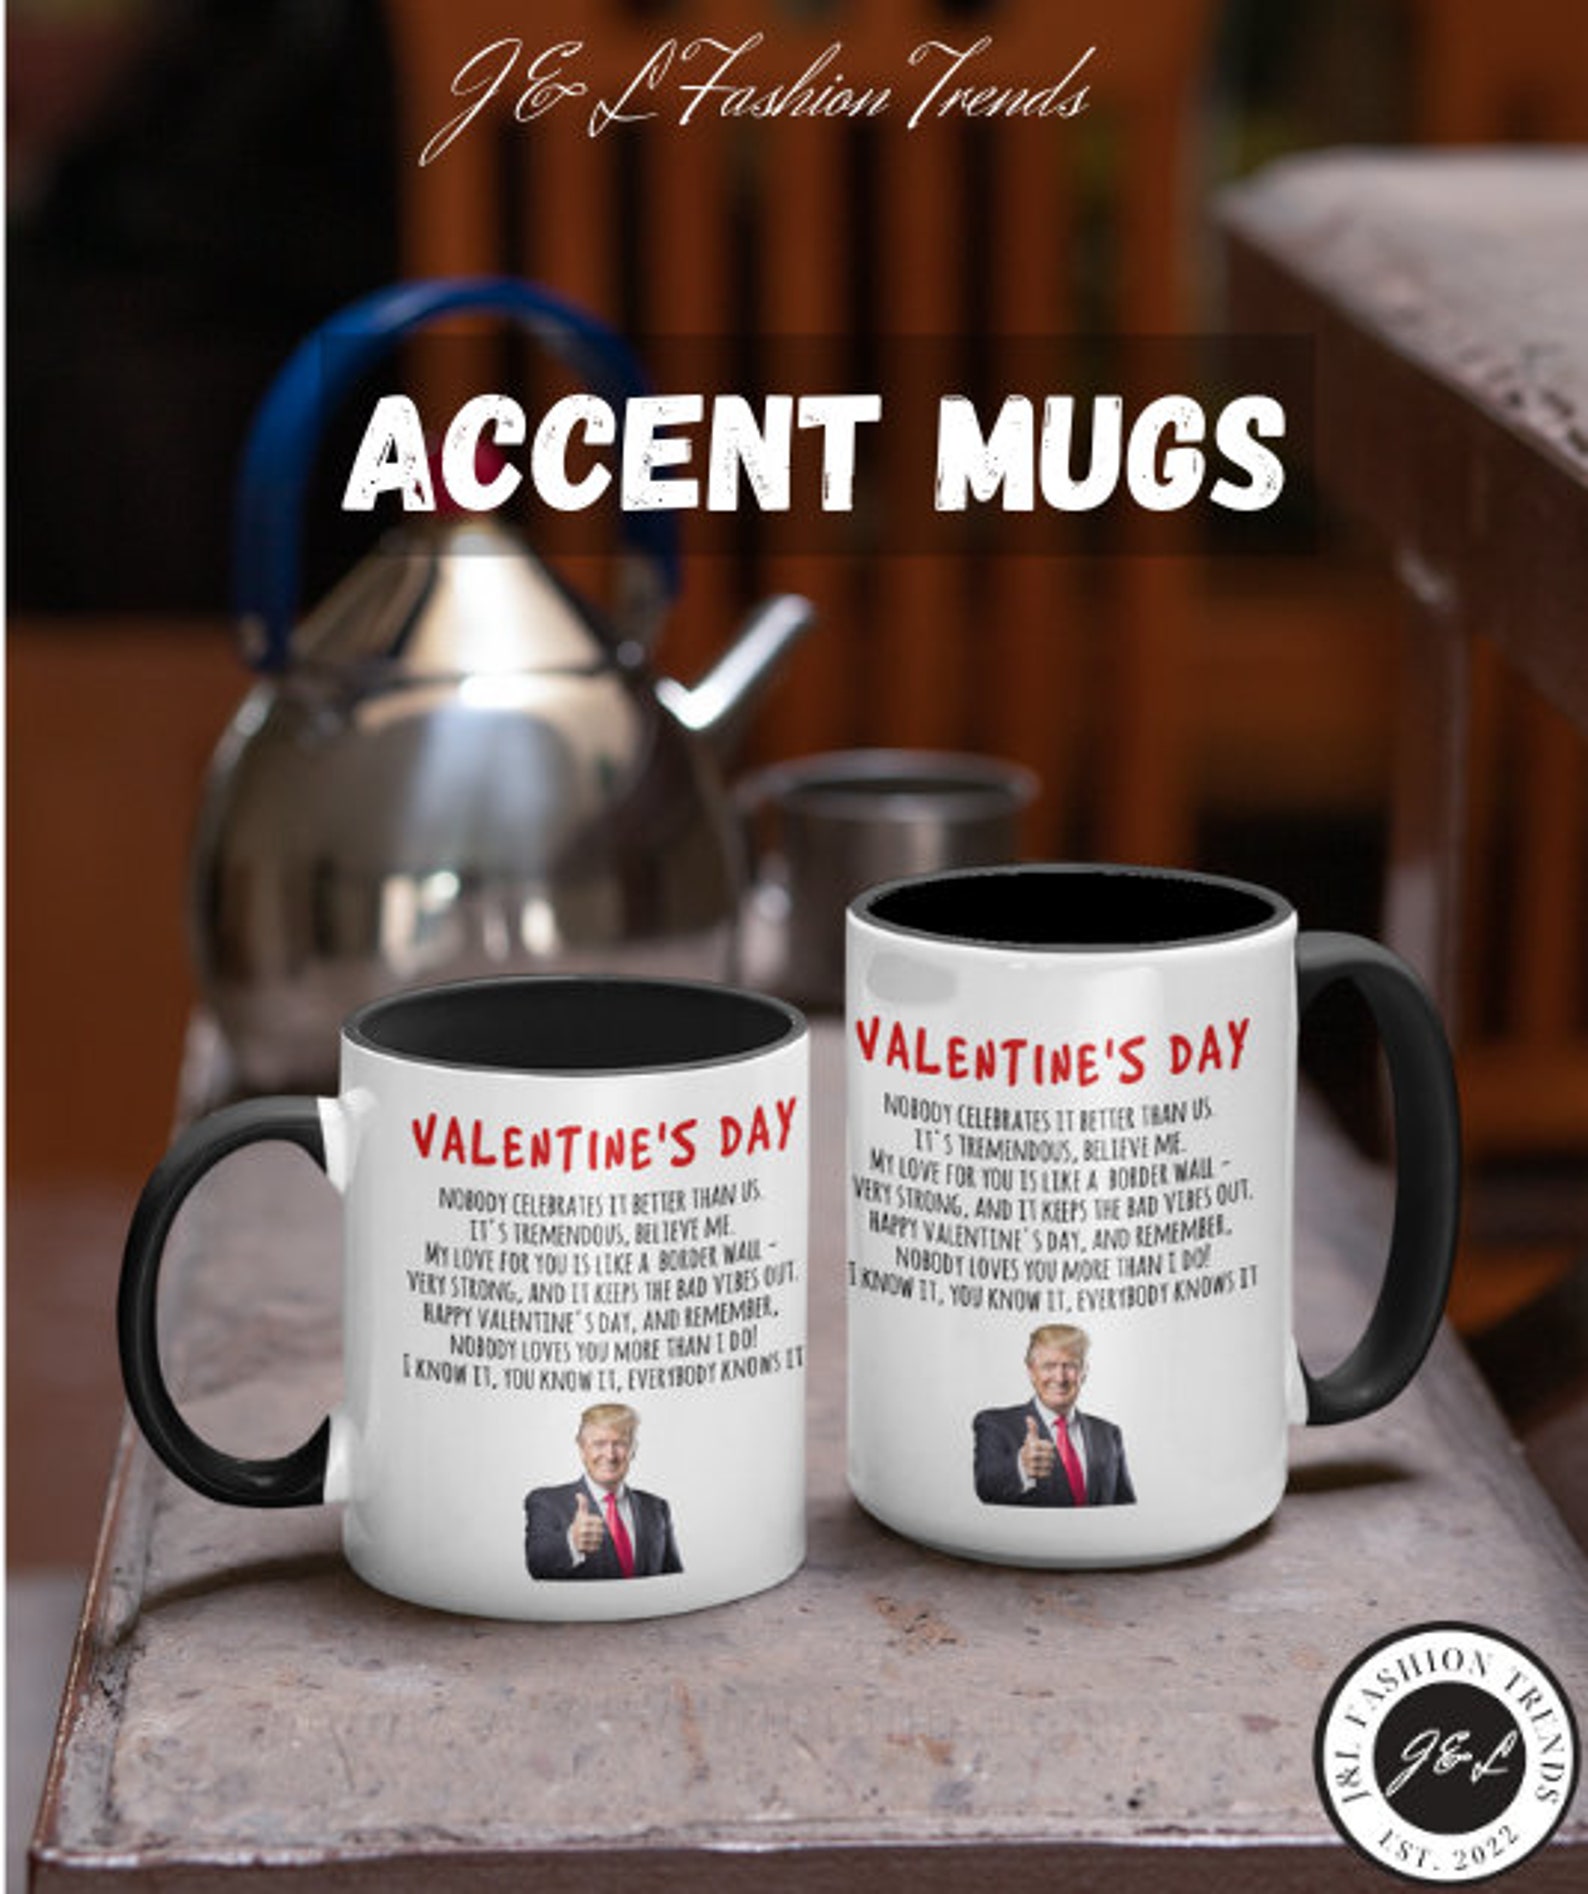 J & L Fashion Trends
ACCENT MUGS
VALENTINE'S DAY
NOBODY CELEBRATES IT BETTER THAN US.
IT'S TREMENDOUS, BELIEVE ME.
MY LOVE FOR YOU IS LIKE A BORDER WALL -
VERY STRONG, AND IT KEEPS THE BAD VIBES OUT.
HAPPY VALENTINE'S DAY, AND REMEMBER,
NOBODY LOVES YOU MORE THAN I DO!
I KNOW IT, YOU KNOW IT, EVERYBODY KNOWS IT
VALENTINE'S DAY
NOBODY CELEBRATES IT BETTER THAN US.
IT'S TREMENDOUS, BELIEVE ME.
MY LOVE FOR YOU IS LIKE A BORDER WALL -
VERY STRONG, AND IT KEEPS THE BAD VIBES OUT.
HAPPY VALENTINE'S DAY, AND REMEMBER,
NOBODY LOVES YOU MORE THAN I DO!
I KNOW IT, YOU KNOW IT, EVERYBODY KNOWS IT
J&L FASHION TRENDS
J & L
EST. 2022